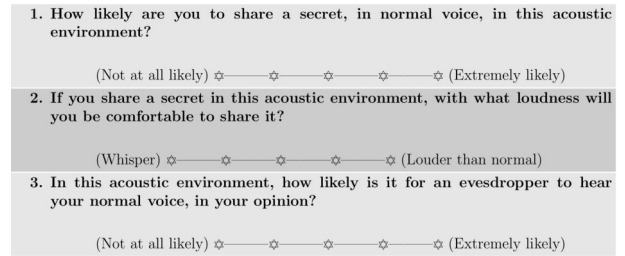 1. How likely are you to share a secret, in normal voice, in this acoustic
environment?
(Not at all likely) ✡——✡——✡——✡——✡ (Extremely likely)
2. If you share a secret in this acoustic environment, with what loudness will
you be comfortable to share it?
(Whisper) ✡——✡——✡——✡——✡ (Louder than normal)
3. In this acoustic environment, how likely is it for an evesdropper to hear
your normal voice, in your opinion?
(Not at all likely) ✡——✡——✡——✡——✡ (Extremely likely)